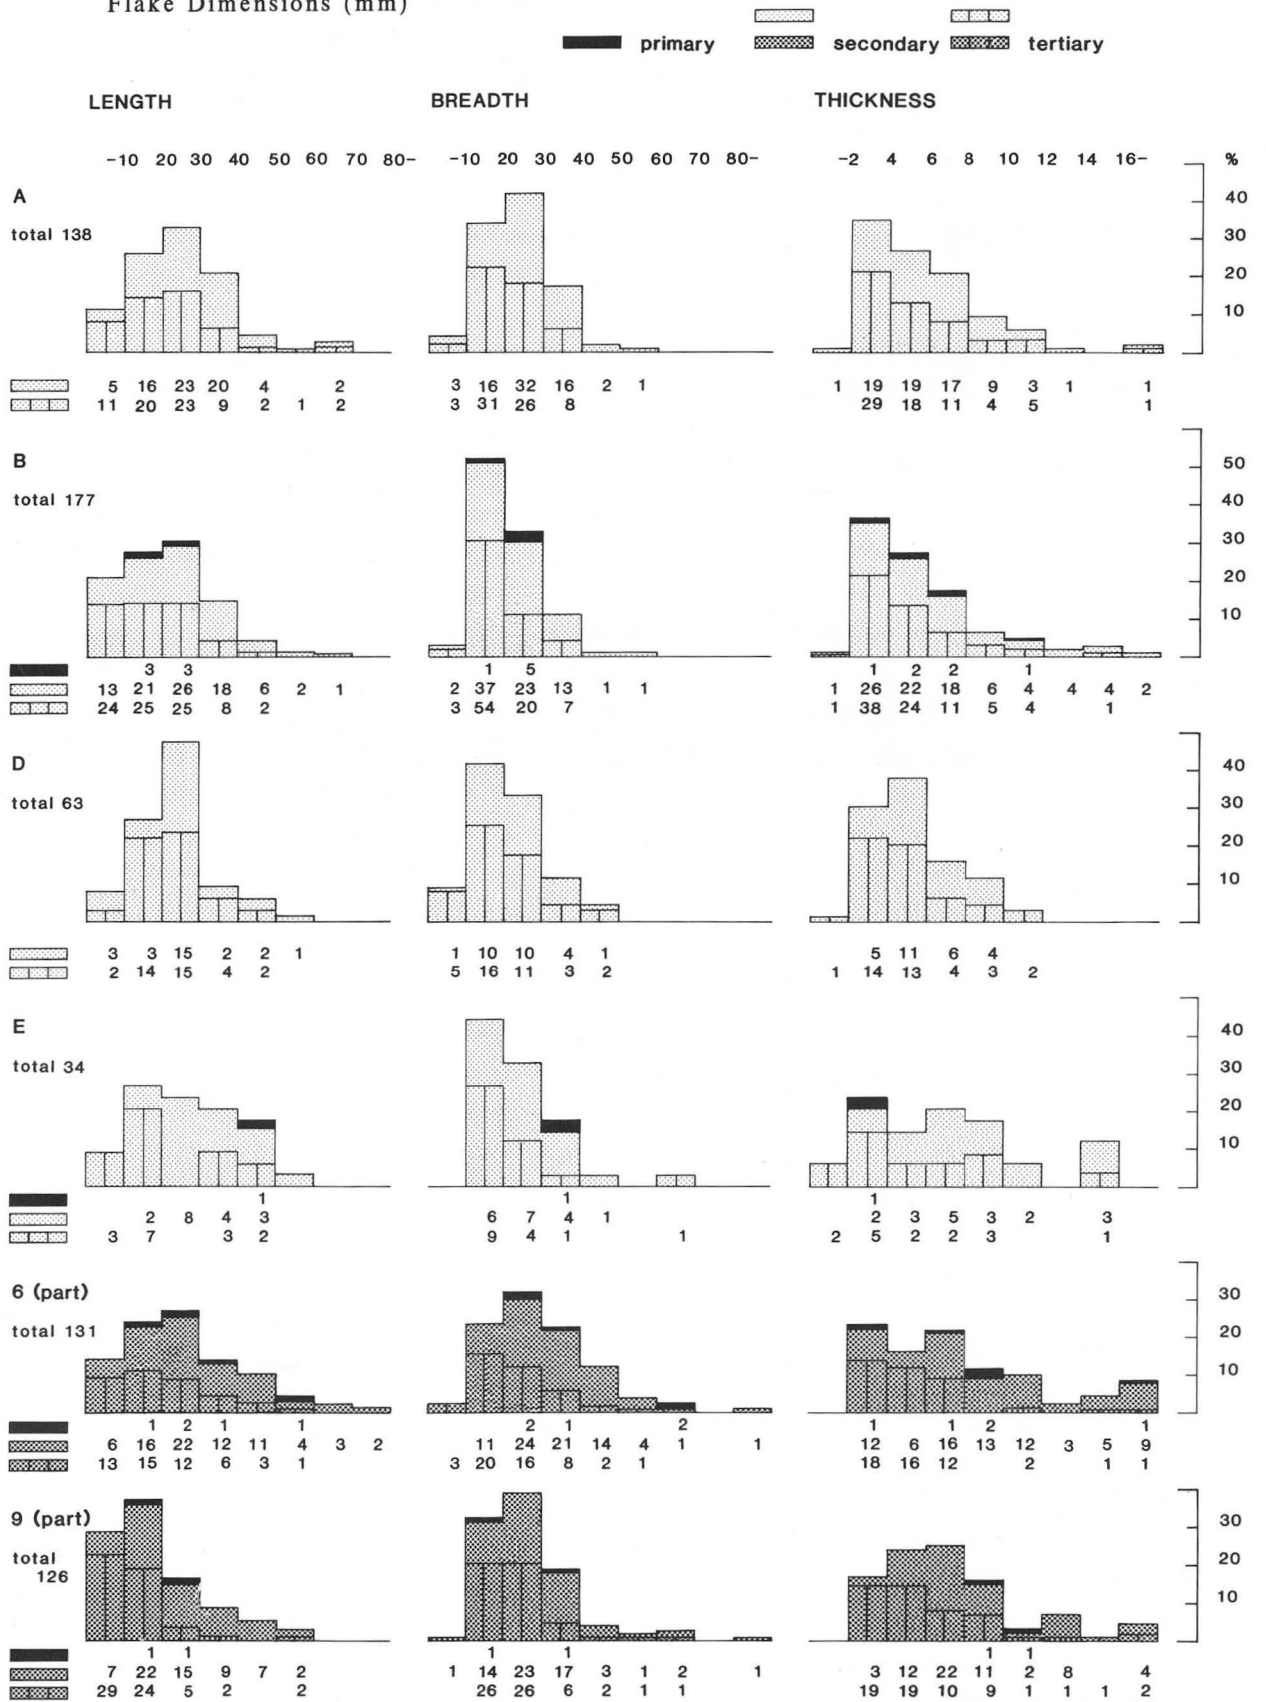 Flake Dimensions (mm)
primary secondary tertiary
LENGTH BREADTH THICKNESS
-10 20 30 40 50 60 70 80- -10 20 30 40 50 60 70 80- -2 4 6 8 10 12 14 16- %
A
total 138
40
30
20
10
5 16 23 20 4 2 3 16 32 16 2 1 1 19 19 17 9 3 1 1
11 20 23 9 2 1 2 3 31 26 8 29 18 11 4 5 1
B
total 177
50
40
30
20
10
3 3 1 5 1 2 2 1
13 21 26 18 6 2 1 2 37 23 13 1 1 1 26 22 18 6 4 4 4 2
24 25 25 8 2 3 54 20 7 1 38 24 11 5 4 1
D
total 63
40
30
20
10
3 3 15 2 2 1 1 10 10 4 1 5 11 6 4
2 14 15 4 2 5 16 11 3 2 1 14 13 4 3 2
E
total 34
40
30
20
10
1 1 1
2 8 4 3 6 7 4 1 2 3 5 3 2 3
3 7 3 2 9 4 1 1 2 5 2 2 3 1
6 (part)
total 131
30
20
10
1 2 1 1 2 1 2 1 1 2 1
6 16 22 12 11 4 3 2 11 24 21 14 4 1 1 12 6 16 13 12 3 5 9
13 15 12 6 3 1 3 20 16 8 2 1 18 16 12 2 1 1
9 (part)
total
126
30
20
10
1 1 1 1 1 1
7 22 15 9 7 2 1 14 23 17 3 1 2 1 3 12 22 11 2 8 4
29 24 5 2 2 26 26 6 2 1 1 19 19 10 9 1 1 1 2